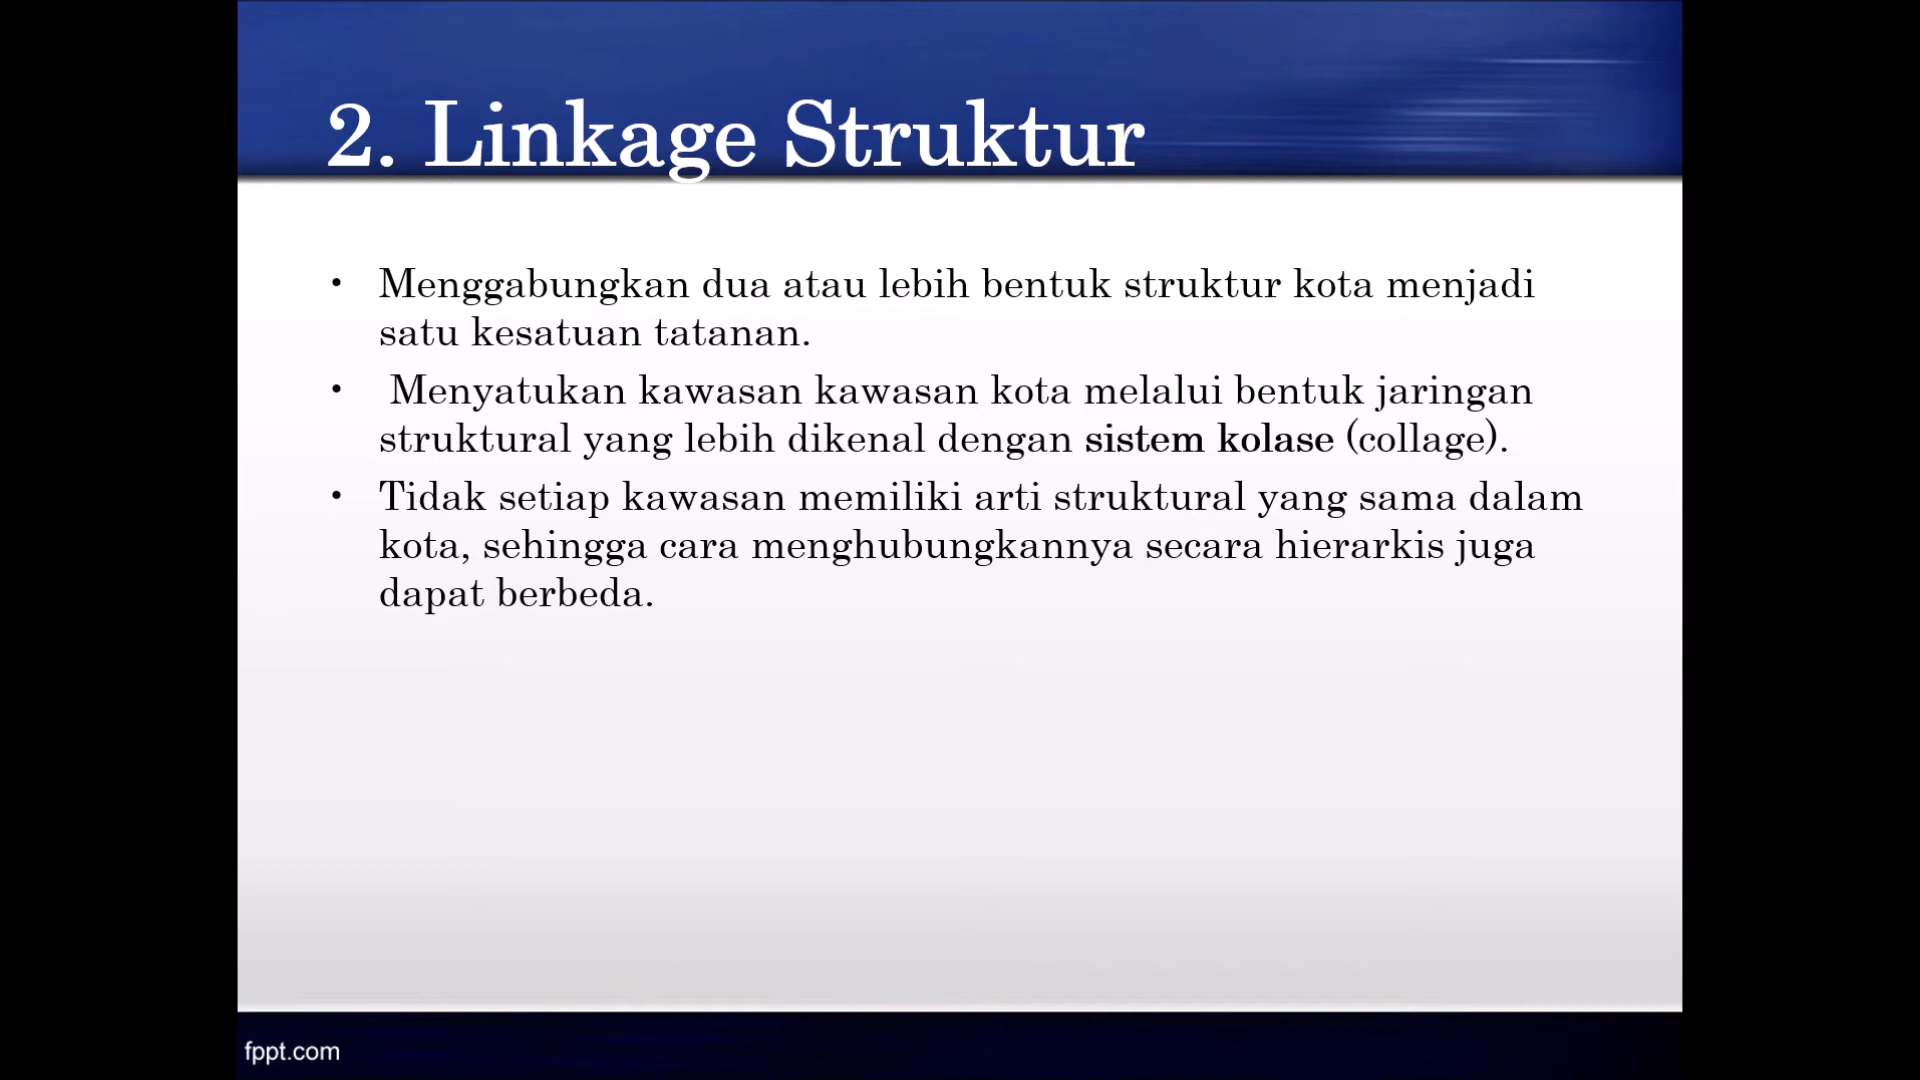 2. Linkage Struktur
• Menggabungkan dua atau lebih bentuk struktur kota menjadi
satu kesatuan tatanan.
• Menyatukan kawasan kawasan kota melalui bentuk jaringan
struktural yang lebih dikenal dengan sistem kolase (collage).
• Tidak setiap kawasan memiliki arti struktural yang sama dalam
kota, sehingga cara menghubungkannya secara hierarkis juga
dapat berbeda.
fppt.com